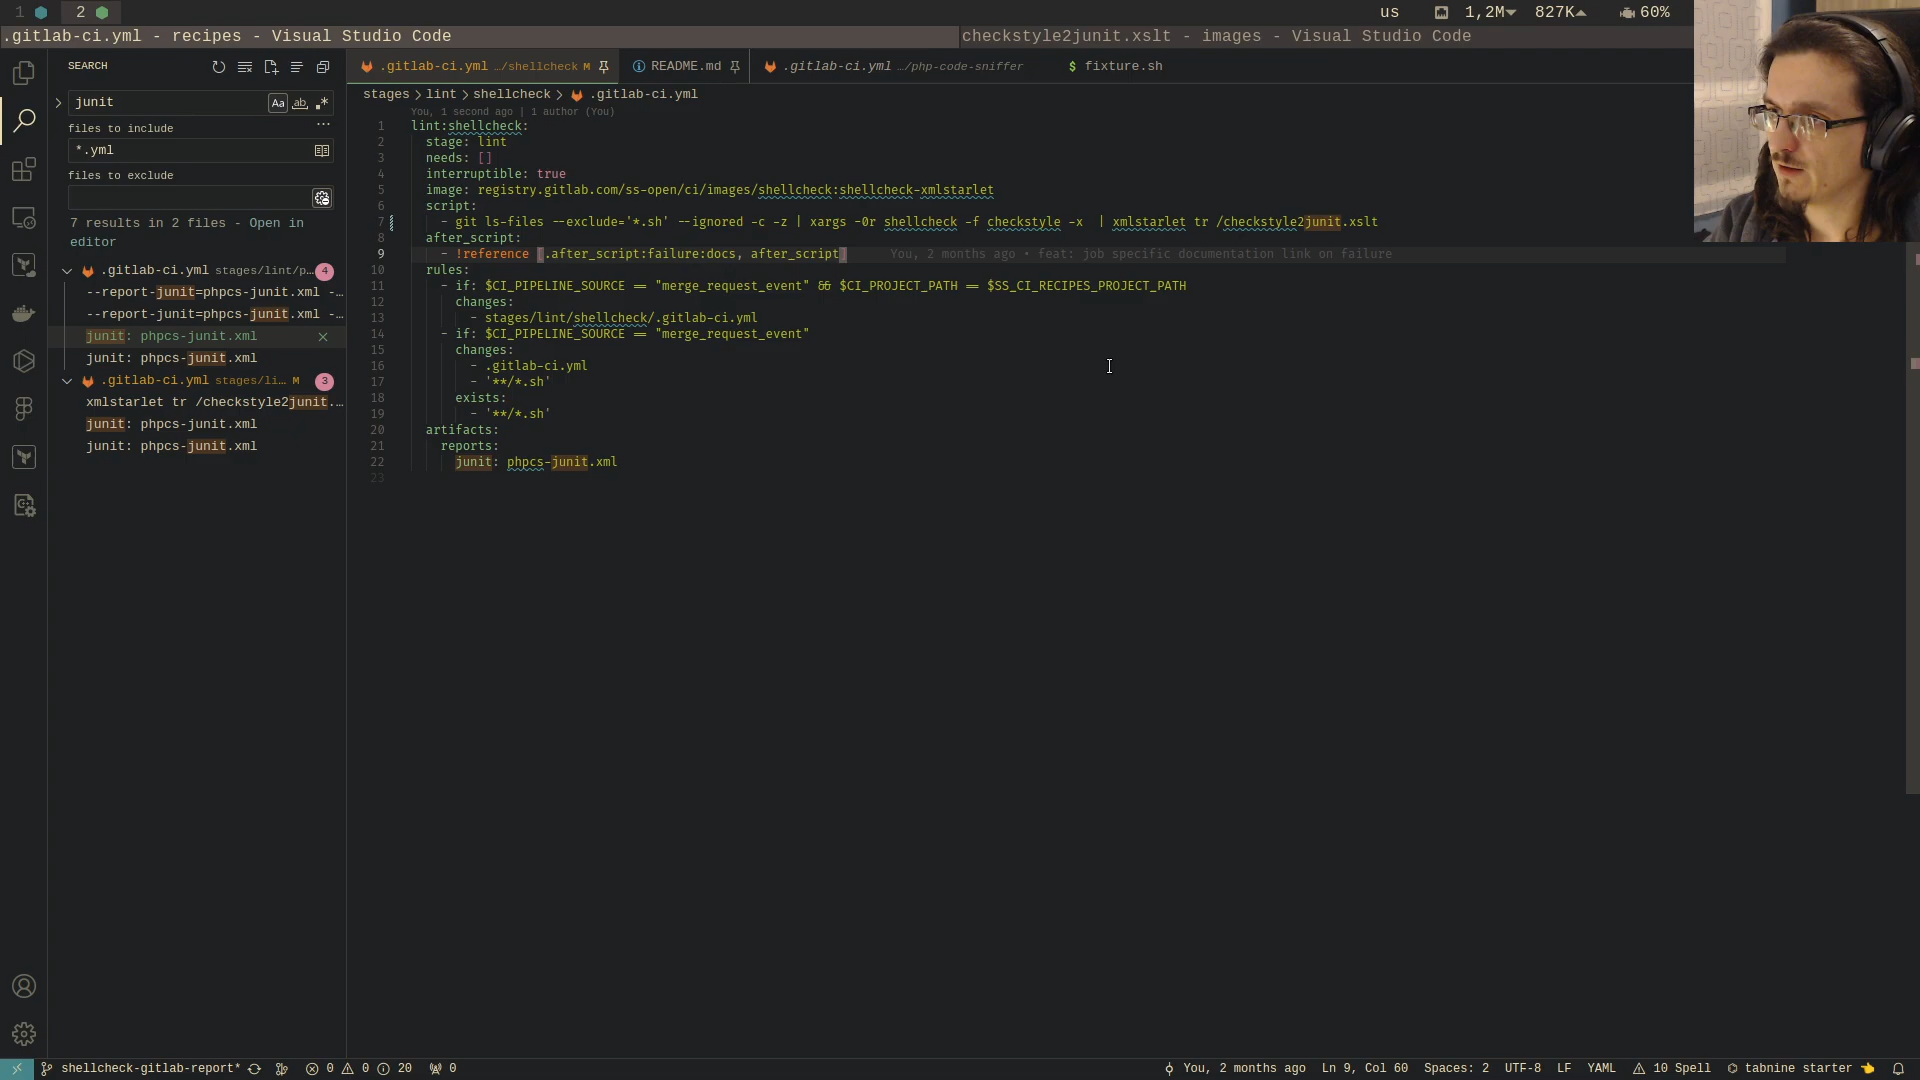 1 2 us 1,2M 827K 60%
.gitlab-ci.yml - recipes - Visual Studio Code
checkstyle2junit.xslt - images - Visual Studio Code
SEARCH
junit
Aa ab .*
files to include
...
*.yml
files to exclude
7 results in 2 files - Open in
editor
.gitlab-ci.yml stages/lint/p... 4
--report-junit=phpcs-junit.xml -...
--report-junit=phpcs-junit.xml -...
junit: phpcs-junit.xml
junit: phpcs-junit.xml
.gitlab-ci.yml stages/li... M 3
xmlstarlet tr /checkstyle2junit....
junit: phpcs-junit.xml
junit: phpcs-junit.xml
.gitlab-ci.yml .../shellcheck M
README.md
.gitlab-ci.yml .../php-code-sniffer
$ fixture.sh
stages > lint > shellcheck > .gitlab-ci.yml
You, 1 second ago | 1 author (You)
1 lint:shellcheck:
2 stage: lint
3 needs: []
4 interruptible: true
5 image: registry.gitlab.com/ss-open/ci/images/shellcheck:shellcheck-xmlstarlet
6 script:
7 - git ls-files --exclude='*.sh' --ignored -c -z | xargs -0r shellcheck -f checkstyle -x  | xmlstarlet tr /checkstyle2junit.xslt
8 after_script:
9 - !reference [.after_script:failure:docs, after_script] You, 2 months ago • feat: job specific documentation link on failure
10 rules:
11 - if: $CI_PIPELINE_SOURCE == "merge_request_event" && $CI_PROJECT_PATH == $SS_CI_RECIPES_PROJECT_PATH
12 changes:
13 - stages/lint/shellcheck/.gitlab-ci.yml
14 - if: $CI_PIPELINE_SOURCE == "merge_request_event"
15 changes:
16 - .gitlab-ci.yml
17 - '**/*.sh'
18 exists:
19 - '**/*.sh'
20 artifacts:
21 reports:
22 junit: phpcs-junit.xml
23
shellcheck-gitlab-report* 0 0 20 0
You, 2 months ago Ln 9, Col 60 Spaces: 2 UTF-8 LF YAML 10 Spell tabnine starter